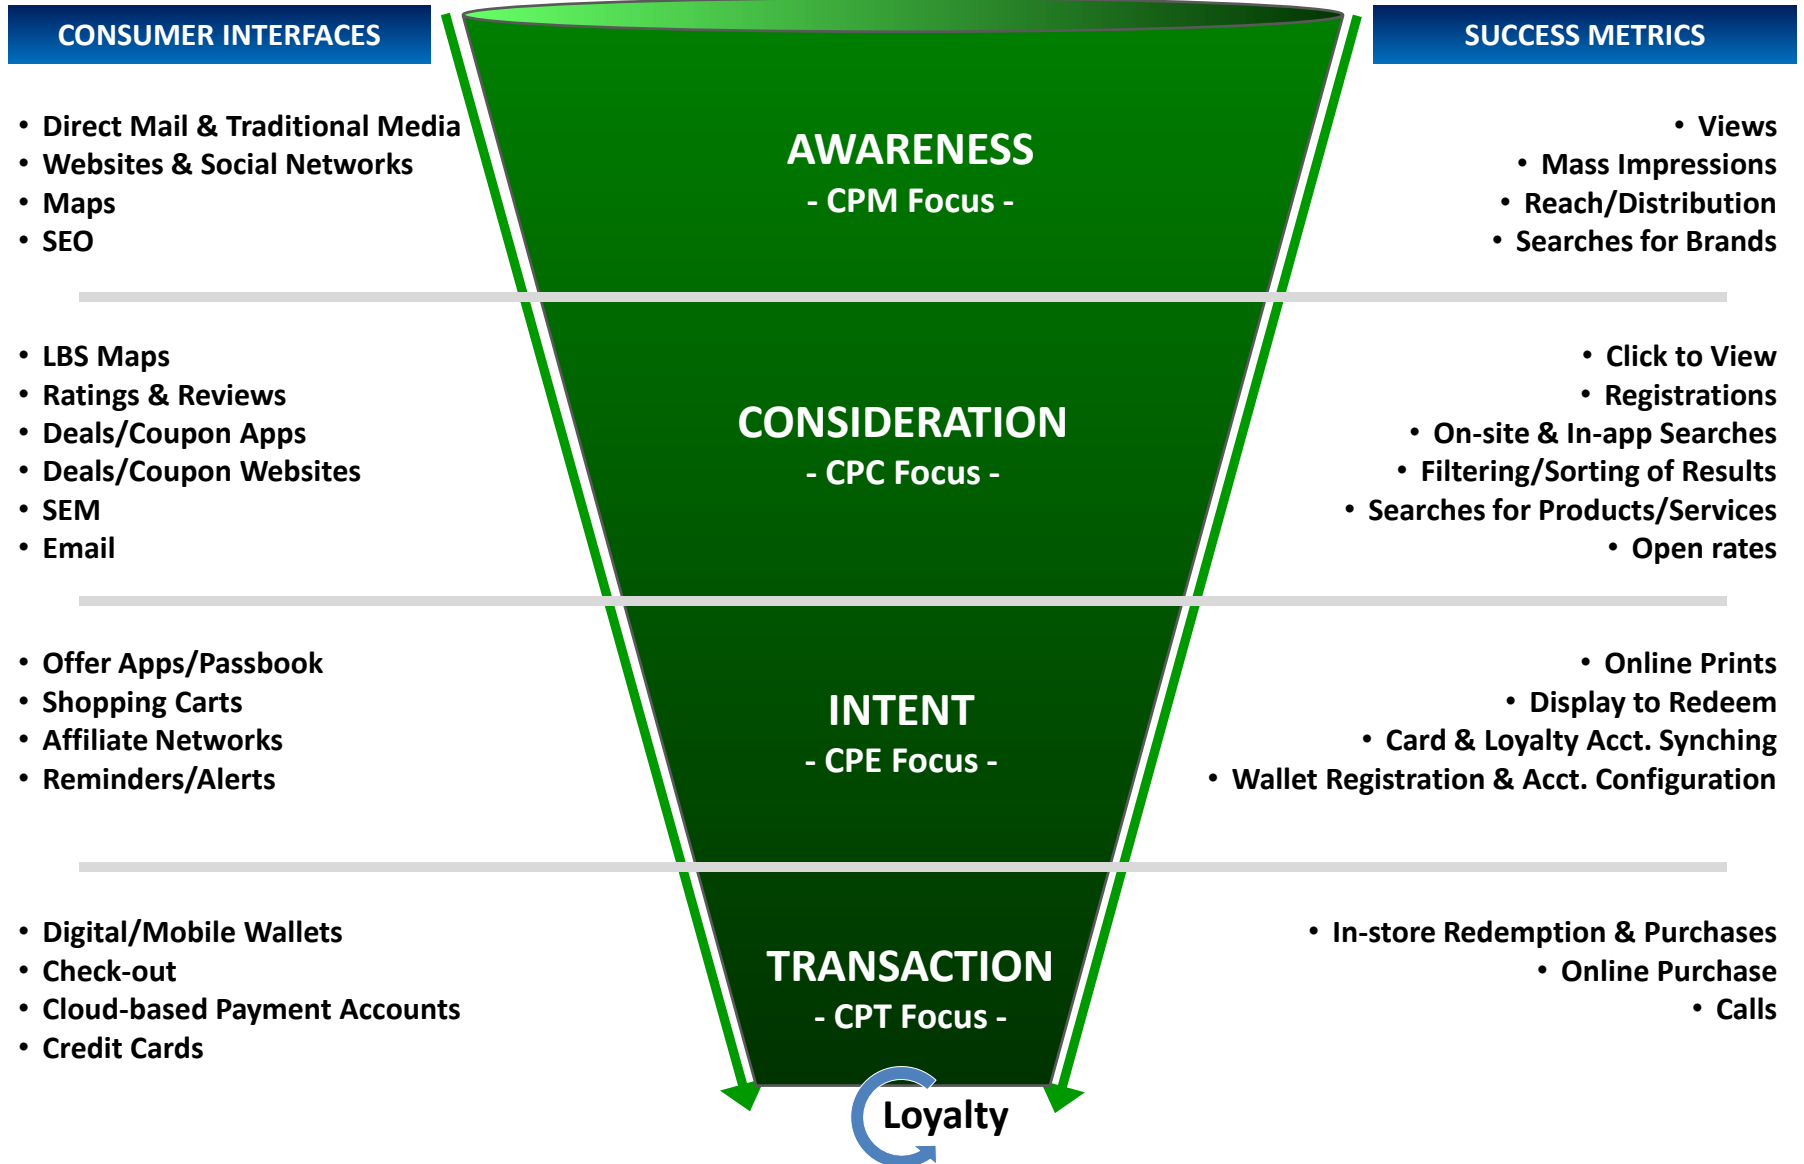 CONSUMER INTERFACES
SUCCESS METRICS
• Direct Mail & Traditional Media
• Websites & Social Networks
• Maps
• SEO
AWARENESS
- CPM Focus -
• Views
• Mass Impressions
• Reach/Distribution
• Searches for Brands
• LBS Maps
• Ratings & Reviews
• Deals/Coupon Apps
• Deals/Coupon Websites
• SEM
• Email
CONSIDERATION
- CPC Focus -
• Click to View
• Registrations
• On-site & In-app Searches
• Filtering/Sorting of Results
• Searches for Products/Services
• Open rates
• Offer Apps/Passbook
• Shopping Carts
• Affiliate Networks
• Reminders/Alerts
INTENT
- CPE Focus -
• Online Prints
• Display to Redeem
• Card & Loyalty Acct. Synching
• Wallet Registration & Acct. Configuration
• Digital/Mobile Wallets
• Check-out
• Cloud-based Payment Accounts
• Credit Cards
TRANSACTION
- CPT Focus -
• In-store Redemption & Purchases
• Online Purchase
• Calls
Loyalty